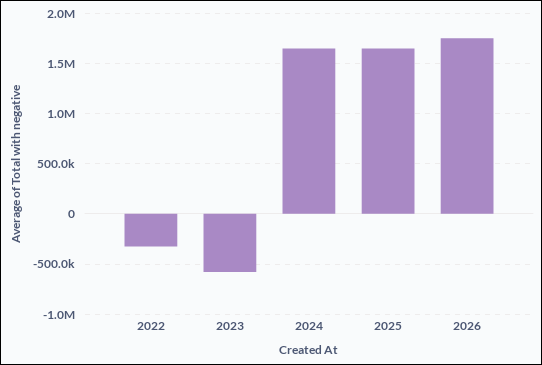 2.0M
1.5M
1.0M
500.0k
0
-500.0k
-1.0M
Average of Total with negative
2022 2023 2024 2025 2026
Created At